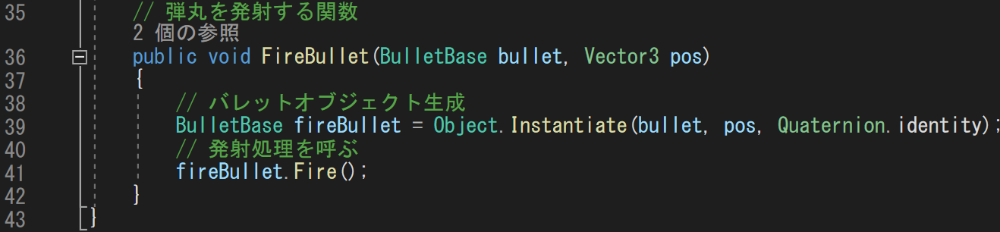 35 // 弾丸を発射する関数
2 個の参照
36 public void FireBullet(BulletBase bullet, Vector3 pos)
37 {
38 // バレットオブジェクト生成
39 BulletBase fireBullet = Object.Instantiate(bullet, pos, Quaternion.identity);
40 // 発射処理を呼ぶ
41 fireBullet.Fire();
42 }
43 }